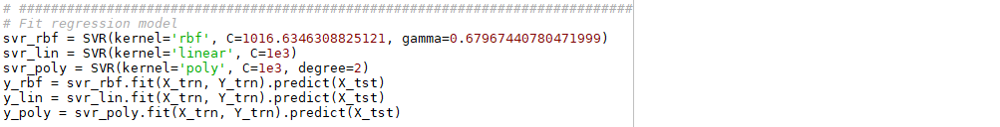 # #############################################################################
# Fit regression model
svr_rbf = SVR(kernel='rbf', C=1016.6346308825121, gamma=0.67967440780471999)
svr_lin = SVR(kernel='linear', C=1e3)
svr_poly = SVR(kernel='poly', C=1e3, degree=2)
y_rbf = svr_rbf.fit(X_trn, Y_trn).predict(X_tst)
y_lin = svr_lin.fit(X_trn, Y_trn).predict(X_tst)
y_poly = svr_poly.fit(X_trn, Y_trn).predict(X_tst)